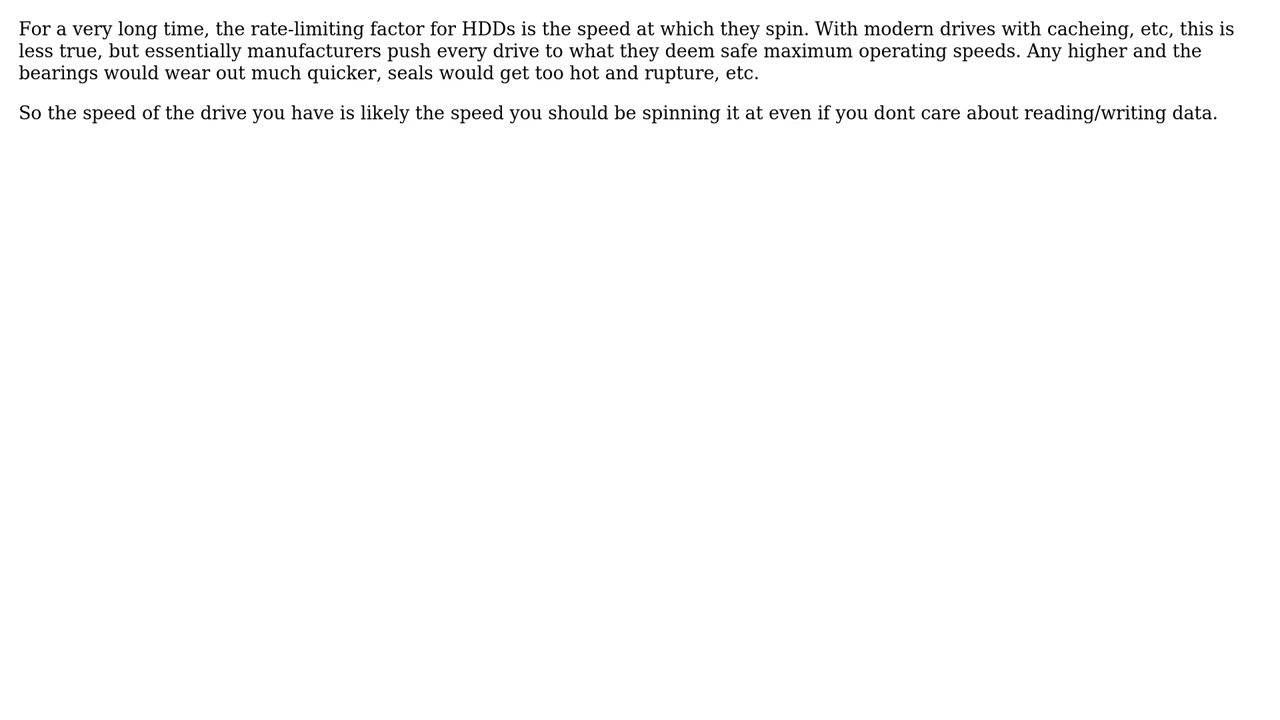 For a very long time, the rate-limiting factor for HDDs is the speed at which they spin. With modern drives with cacheing, etc, this is
less true, but essentially manufacturers push every drive to what they deem safe maximum operating speeds. Any higher and the
bearings would wear out much quicker, seals would get too hot and rupture, etc.
So the speed of the drive you have is likely the speed you should be spinning it at even if you dont care about reading/writing data.